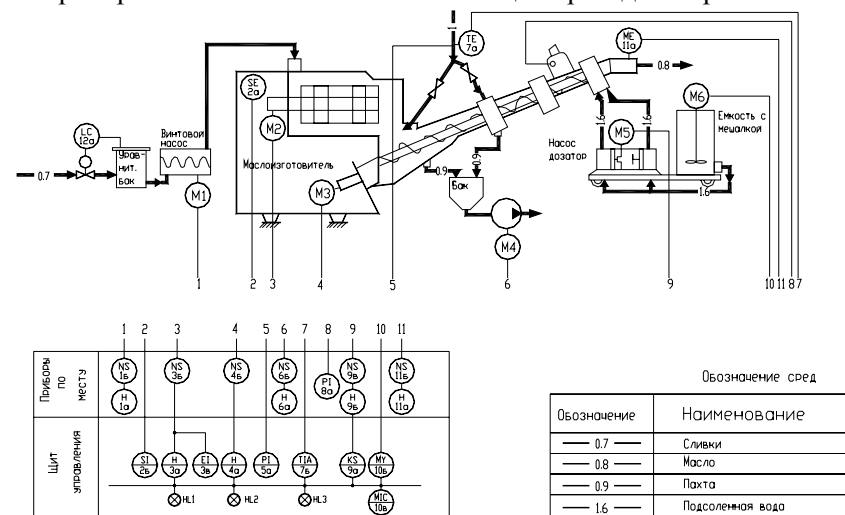 TE
7а
ME
11а
0.8
SE
2а
M2
M6
Емкость с
мешалкой
LC
12а
Винтовой
насос
M5
1.6
1.6
Насос
дозатор
Урав-
нит.
бак
Маслоизготовитель
0.7
M1
M3
0.9
0.9
Бак
1.6
M4
1 2 3 4 5 6 9 10 11 8 7
1 2 3 4 5 6 7 8 9 10 11
Приборы
по
месту
NS
1б
NS
3б
NS
4б
NS
6б
PI
8а
NS
9в
NS
11б
H
1а
H
6а
H
9б
H
11а
Щит
управления
SI
2б
H
3а
EI
3в
H
4а
PI
5а
TIA
7б
KS
9а
MY
10б
HL1
HL2
HL3
MIC
10в
Обозначение сред
Обозначение Наименование
0.7 Сливки
0.8 Масло
0.9 Пахта
1.6 Подсоленная вода